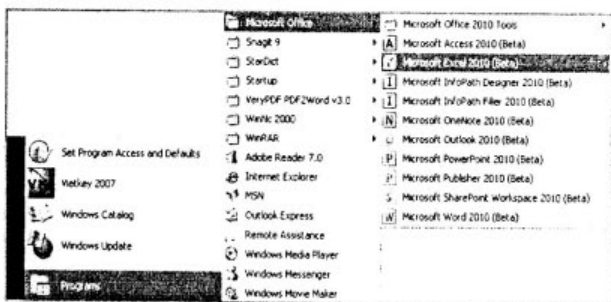 Set Program Access and Defaults
Vietkey 2007
Windows Catalog
Windows Update
Programs
Microsoft Office
SnagIt 9
StarDict
Startup
VeryPDF PDF2Word v3.0
WinNc 2000
WinRAR
Adobe Reader 7.0
Internet Explorer
MSN
Outlook Express
Remote Assistance
Windows Media Player
Windows Messenger
Windows Movie Maker
Microsoft Office 2010 Tools
Microsoft Access 2010 (Beta)
Microsoft Excel 2010 (Beta)
Microsoft InfoPath Designer 2010 (Beta)
Microsoft InfoPath Filler 2010 (Beta)
Microsoft OneNote 2010 (Beta)
Microsoft Outlook 2010 (Beta)
Microsoft PowerPoint 2010 (Beta)
Microsoft Publisher 2010 (Beta)
Microsoft SharePoint Workspace 2010 (Beta)
Microsoft Word 2010 (Beta)